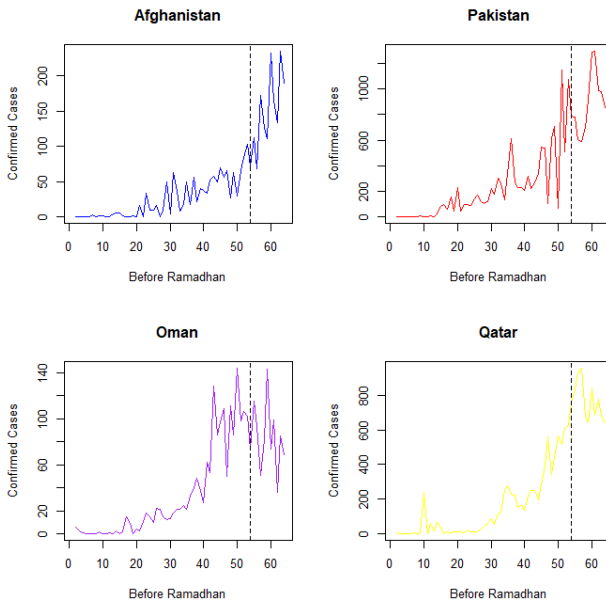 Afghanistan
Confirmed Cases
200
150
100
50
0
0 10 20 30 40 50 60
Before Ramadhan
Pakistan
Confirmed Cases
1000
600
200
0
0 10 20 30 40 50 60
Before Ramadhan
Oman
Confirmed Cases
140
100
60
20
0
0 10 20 30 40 50 60
Before Ramadhan
Qatar
Confirmed Cases
800
600
400
200
0
0 10 20 30 40 50 60
Before Ramadhan